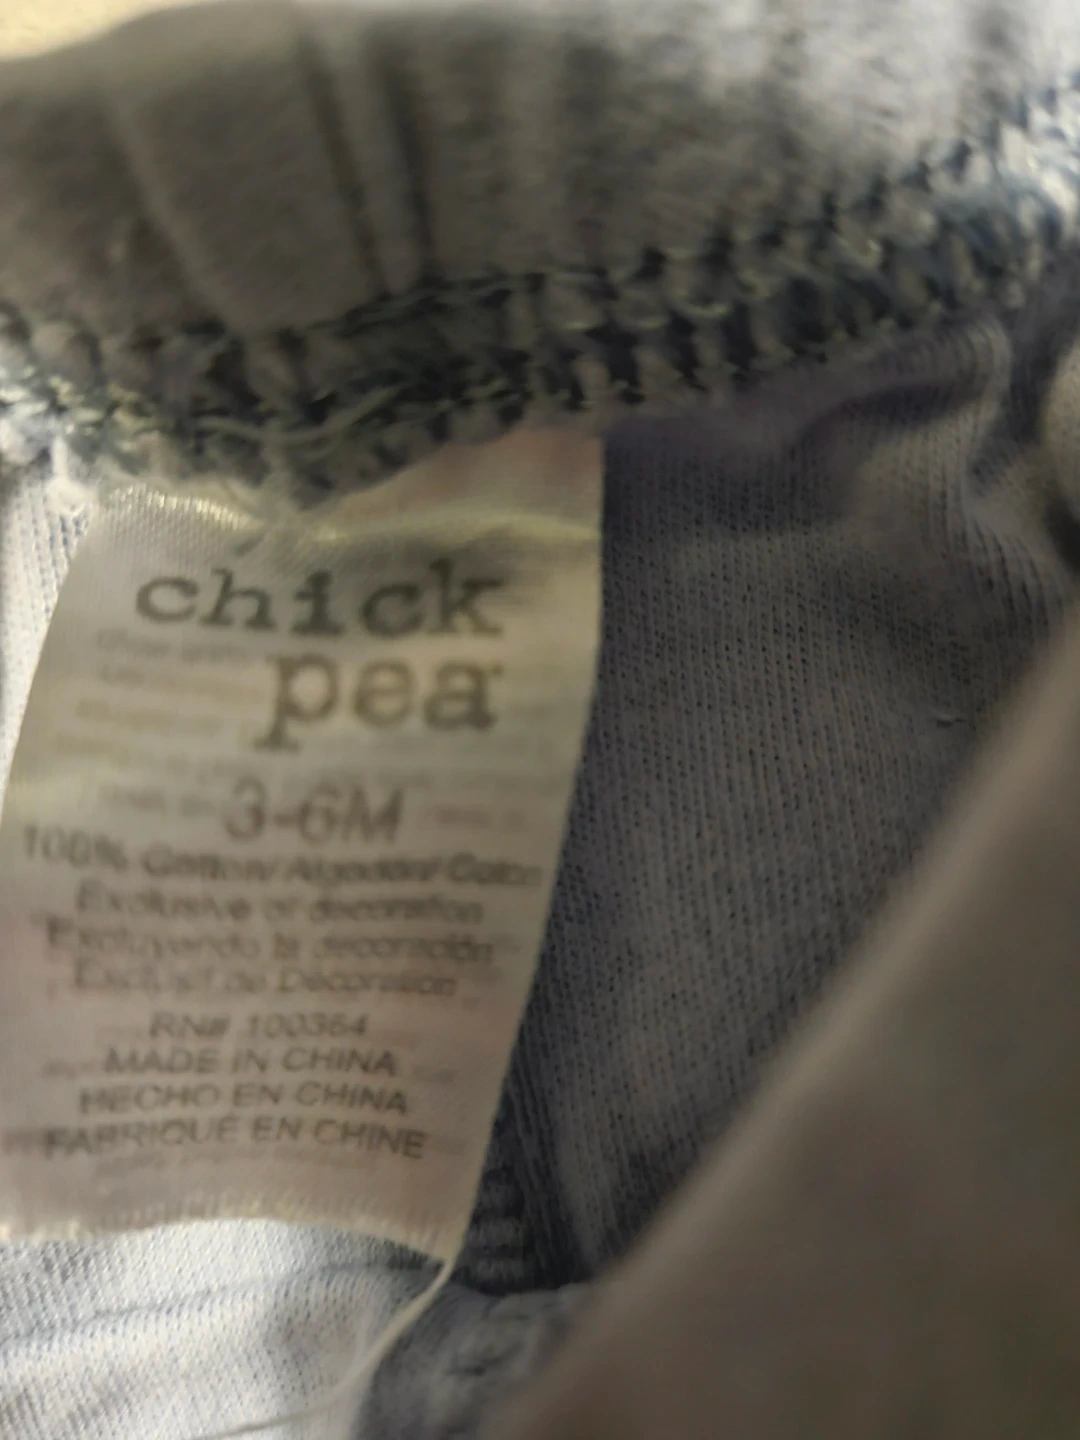 chick
pea
3-6M
100% Cotton/Algodón/Coton
Exclusive of decoration
Excluyendo la decoración
Exclusif de Décoration
RN# 100364
MADE IN CHINA
HECHO EN CHINA
FABRIQUÉ EN CHINE